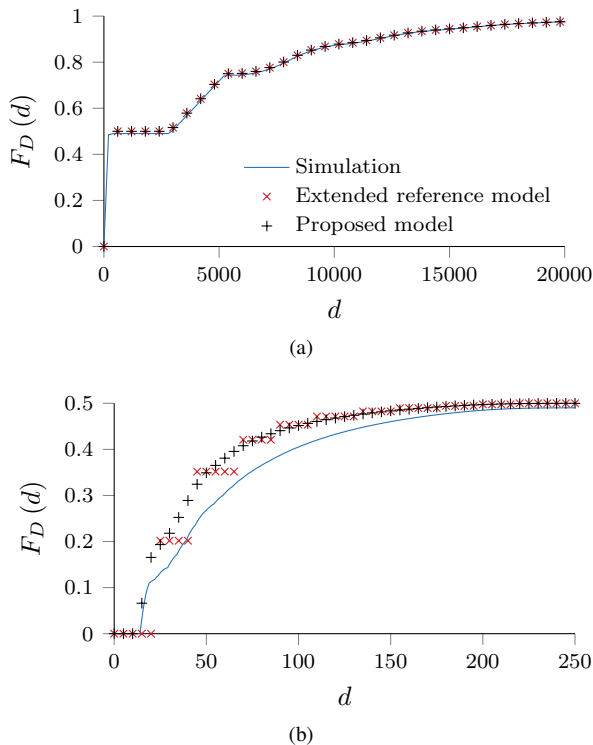 1
0.8
0.6
0.4
0.2
0
F_D (d)
Simulation
Extended reference model
Proposed model
0 5000 10000 15000 20000
d
(a)
0.5
0.4
0.3
0.2
0.1
0
F_D (d)
0 50 100 150 200 250
d
(b)